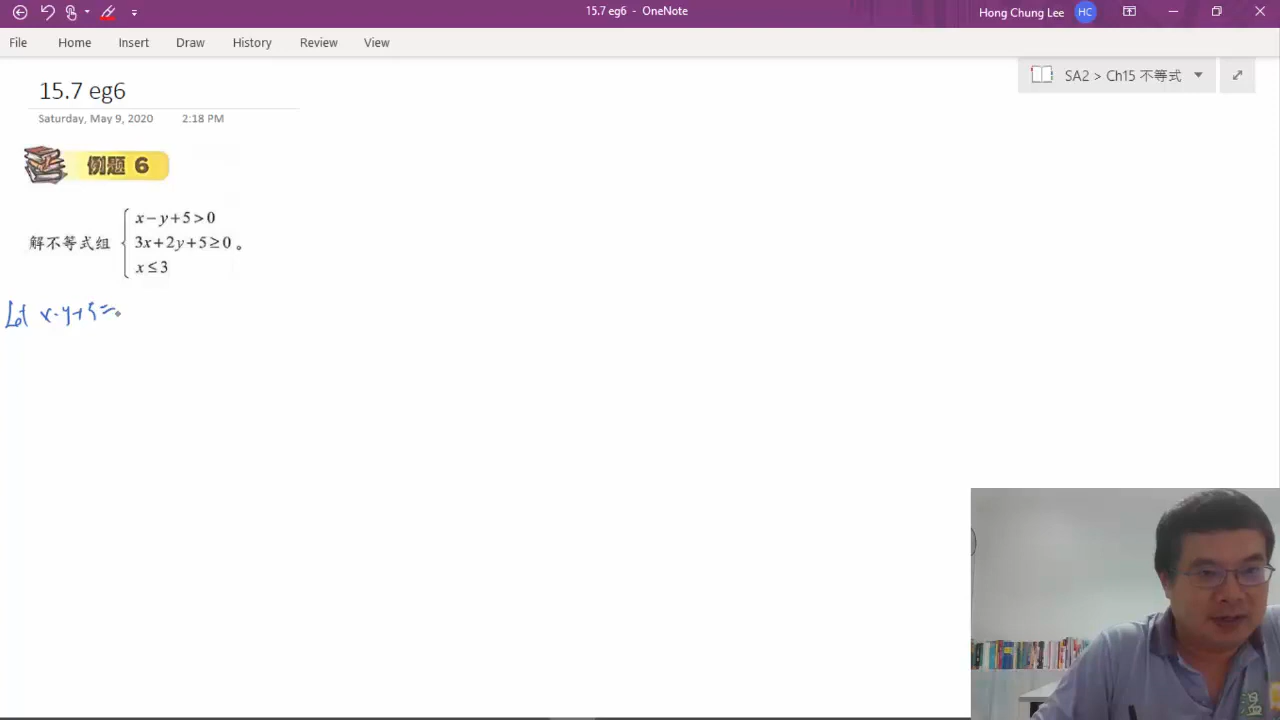 15.7 eg6 - OneNote
Hong Chung Lee HC
File Home Insert Draw History Review View
SA2 > Ch15 不等式
15.7 eg6
Saturday, May 9, 2020 2:18 PM
例题 6
x-y+5>0
解不等式组 3x+2y+5≥0 。
x≤3
Let x-y+5=
温